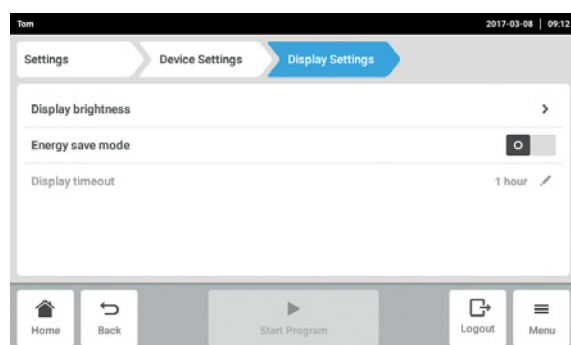 Tom 2017-03-08 | 09:12
Settings Device Settings Display Settings
Display brightness
Energy save mode
Display timeout 1 hour
Start Program
Home Back Logout Menu